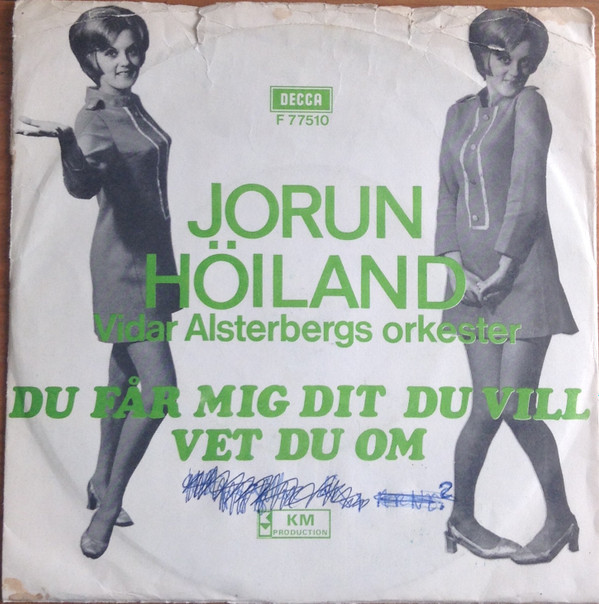 DECCA
F 77510
JORUN
HÖILAND
Vidar Alsterbergs orkester
DU FÅR MIG DIT DU VILL
VET DU OM
?
KM
PRODUCTION